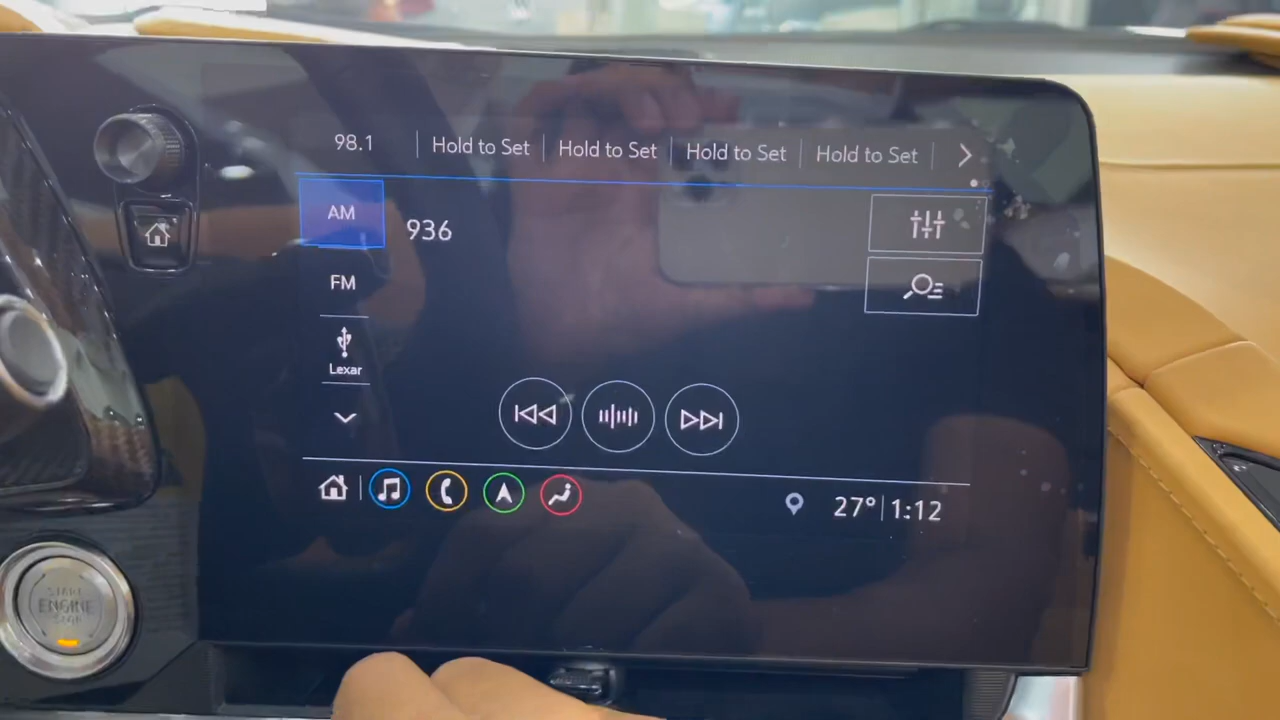 98.1 Hold to Set Hold to Set Hold to Set Hold to Set
AM
936
FM
Lexar
27° 1:12
START
ENGINE
STOP